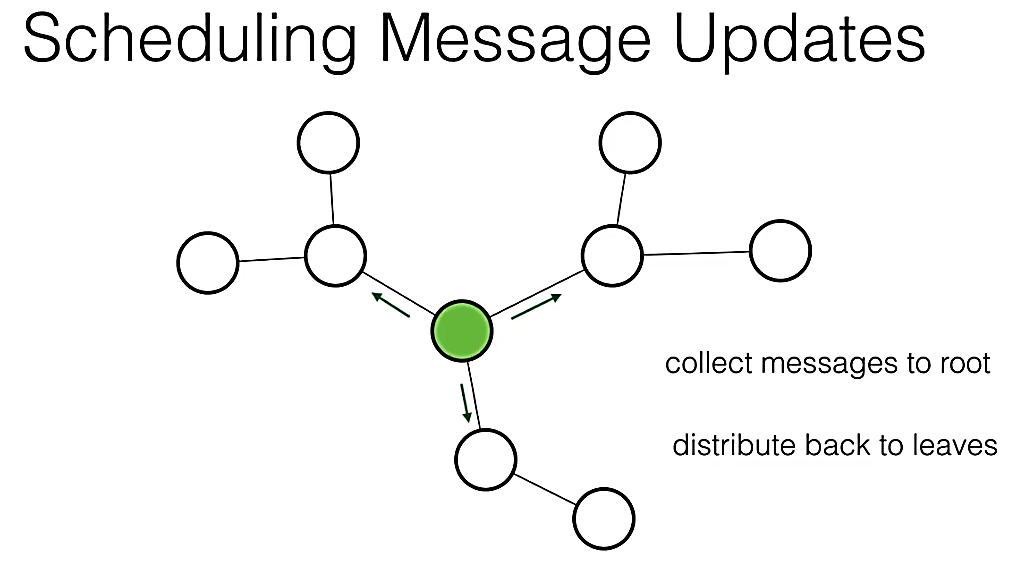 Scheduling Message Updates
collect messages to root
distribute back to leaves